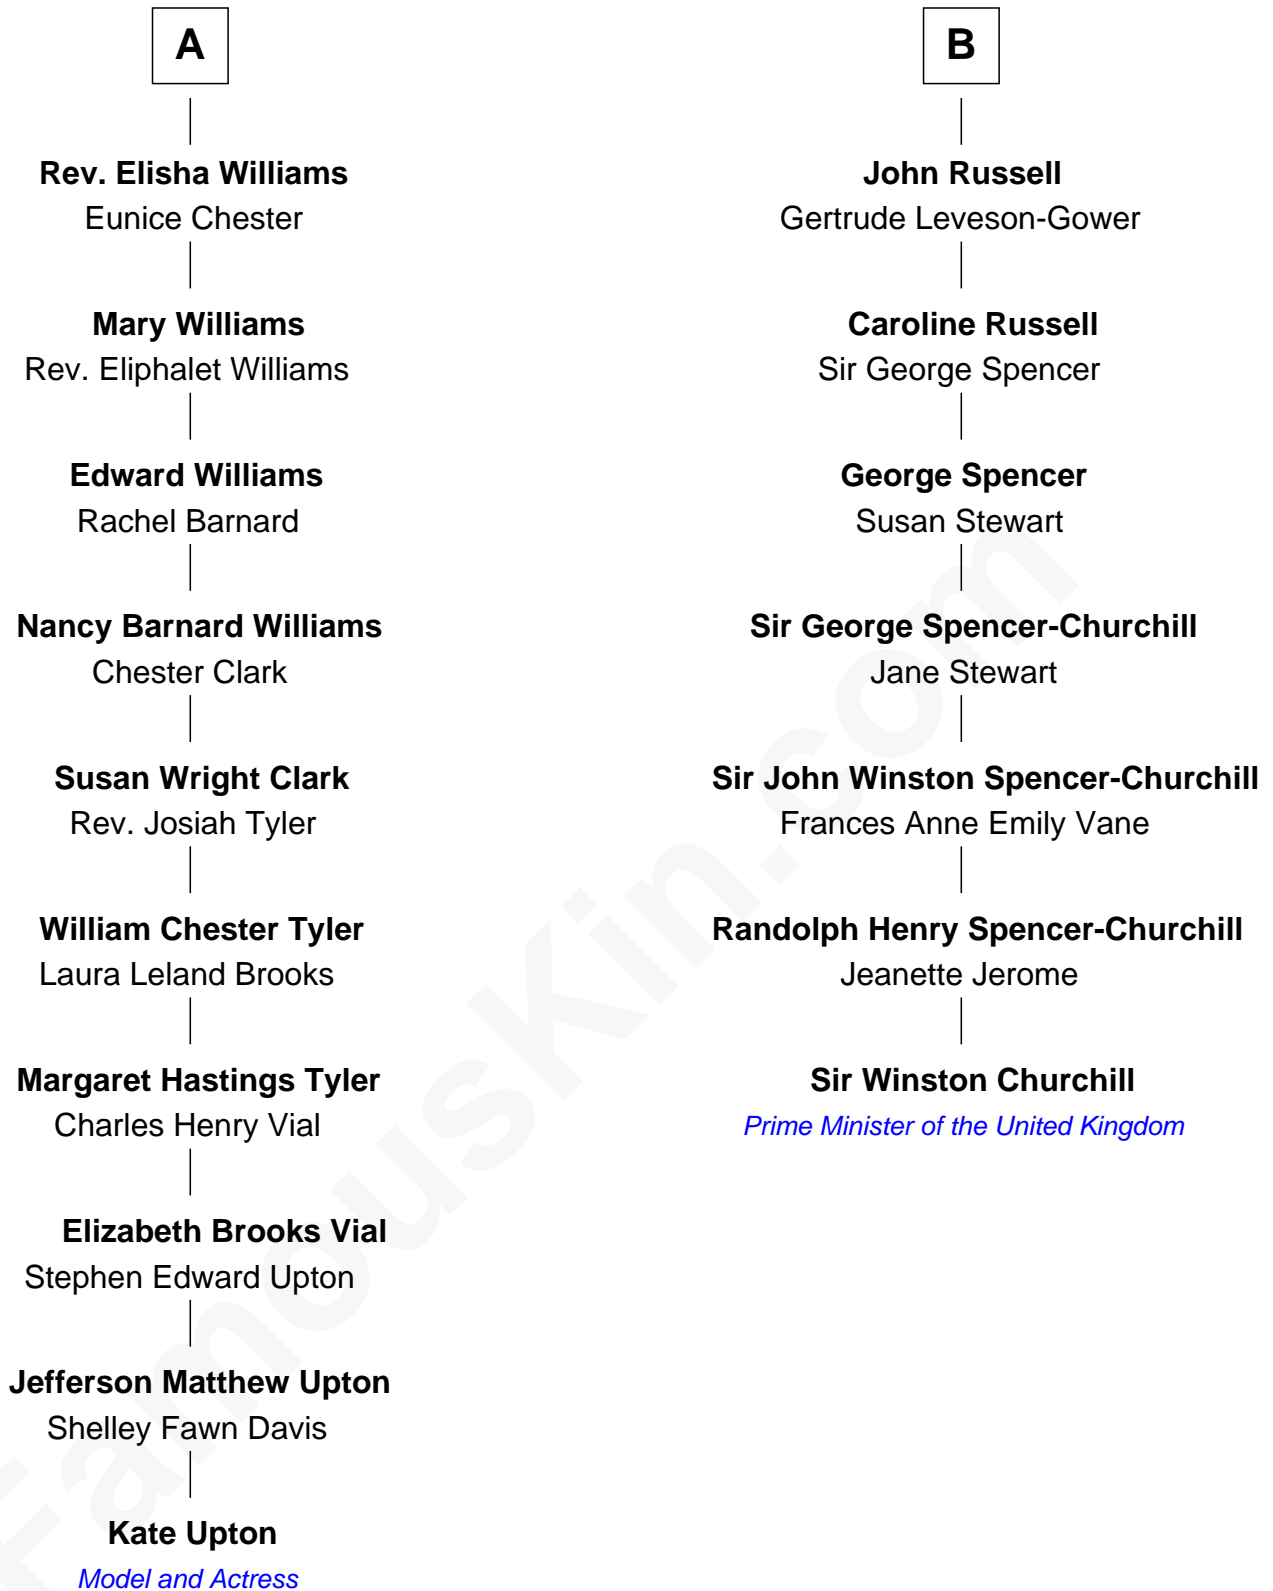 A
Rev. Elisha Williams
Eunice Chester
Mary Williams
Rev. Eliphalet Williams
Edward Williams
Rachel Barnard
Nancy Barnard Williams
Chester Clark
Susan Wright Clark
Rev. Josiah Tyler
William Chester Tyler
Laura Leland Brooks
Margaret Hastings Tyler
Charles Henry Vial
Elizabeth Brooks Vial
Stephen Edward Upton
Jefferson Matthew Upton
Shelley Fawn Davis
Kate Upton
Model and Actress
B
John Russell
Gertrude Leveson-Gower
Caroline Russell
Sir George Spencer
George Spencer
Susan Stewart
Sir George Spencer-Churchill
Jane Stewart
Sir John Winston Spencer-Churchill
Frances Anne Emily Vane
Randolph Henry Spencer-Churchill
Jeanette Jerome
Sir Winston Churchill
Prime Minister of the United Kingdom
FamousKin.com